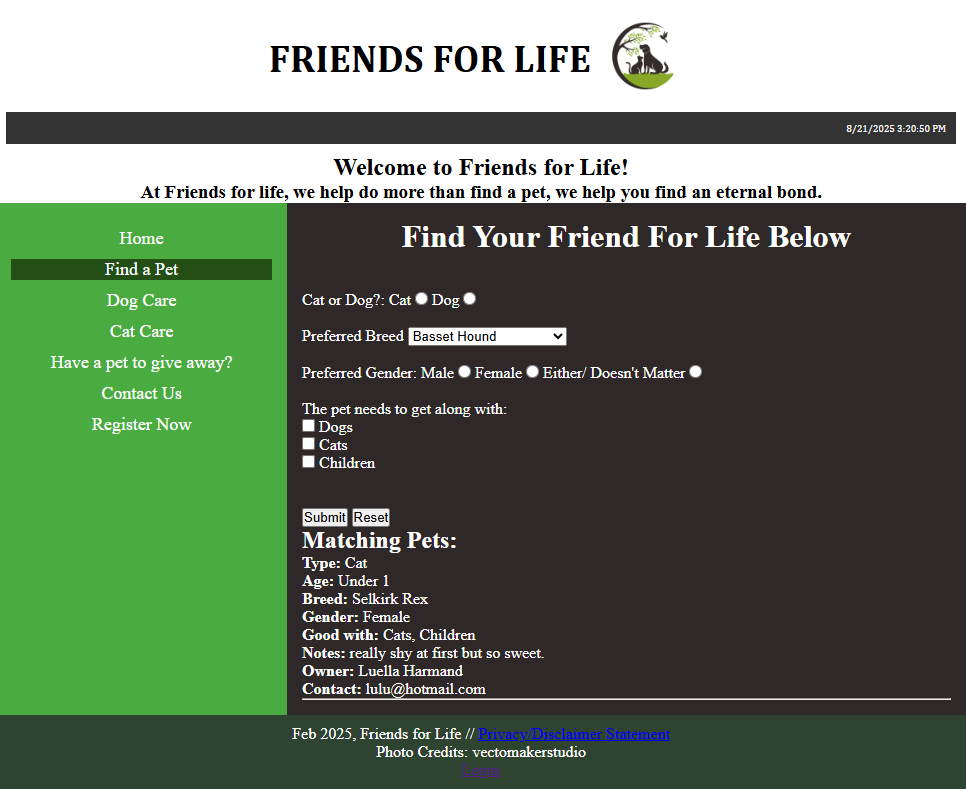 FRIENDS FOR LIFE
8/21/2025 3:20:50 PM
Welcome to Friends for Life!
At Friends for life, we help do more than find a pet, we help you find an eternal bond.
Home
Find a Pet
Dog Care
Cat Care
Have a pet to give away?
Contact Us
Register Now
Find Your Friend For Life Below
Cat or Dog?: Cat Dog
Preferred Breed Basset Hound
Preferred Gender: Male Female Either/ Doesn't Matter
The pet needs to get along with:
Dogs
Cats
Children
Submit Reset
Matching Pets:
Type: Cat
Age: Under 1
Breed: Selkirk Rex
Gender: Female
Good with: Cats, Children
Notes: really shy at first but so sweet.
Owner: Luella Harmand
Contact: lulu@hotmail.com
Feb 2025, Friends for Life // Privacy/Disclaimer Statement
Photo Credits: vectomakerstudio
Login